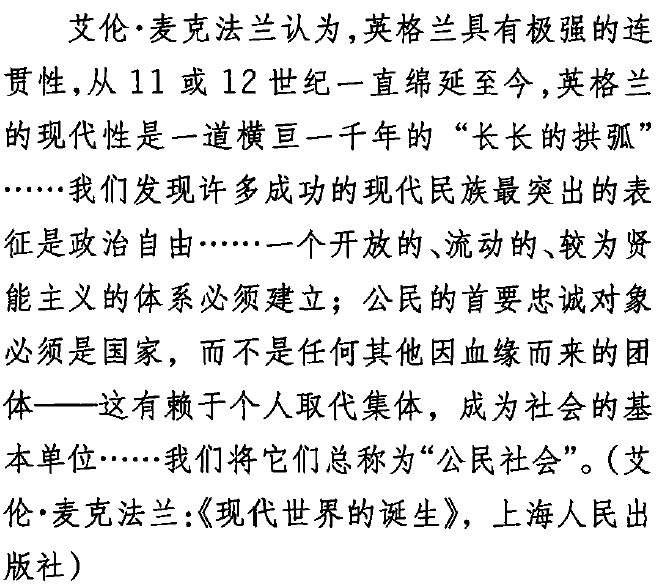 艾伦·麦克法兰认为,英格兰具有极强的连
贯性,从 11 或 12 世纪一直绵延至今,英格兰
的现代性是一道横亘一千年的“长长的拱弧”
……我们发现许多成功的现代民族最突出的表
征是政治自由……一个开放的、流动的、较为贤
能主义的体系必须建立；公民的首要忠诚对象
必须是国家，而不是任何其他因血缘而来的团
体——这有赖于个人取代集体，成为社会的基
本单位……我们将它们总称为“公民社会”。(艾
伦·麦克法兰:《现代世界的诞生》，上海人民出
版社)